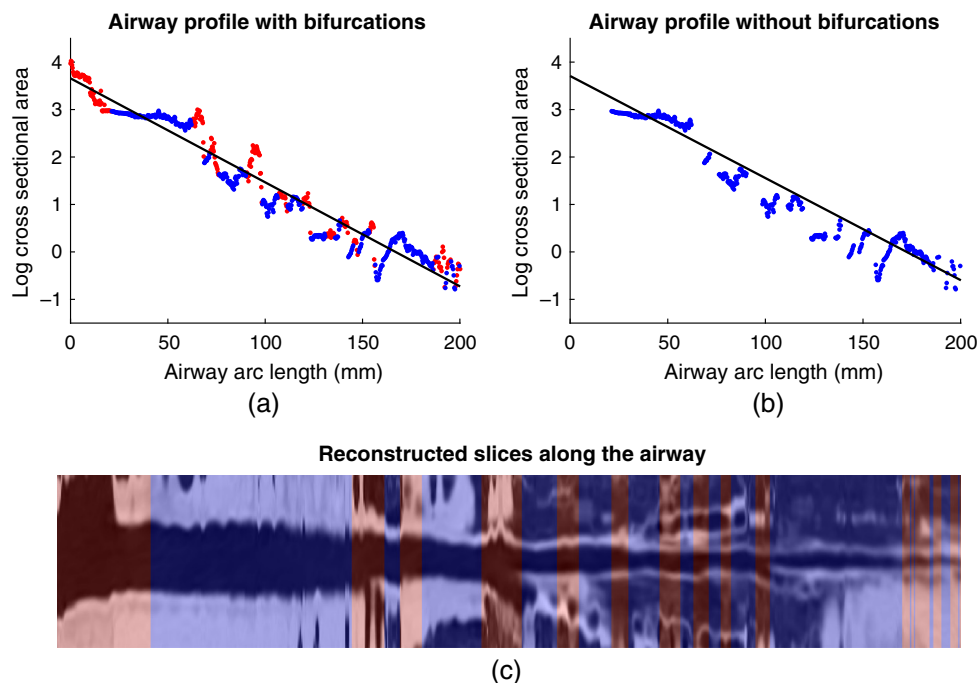 Airway profile with bifurcations
Airway profile without bifurcations
Log cross sectional area
4
3
2
1
0
−1
0
50
100
150
200
Airway arc length (mm)
(a)
Log cross sectional area
4
3
2
1
0
−1
0
50
100
150
200
Airway arc length (mm)
(b)
Reconstructed slices along the airway
(c)